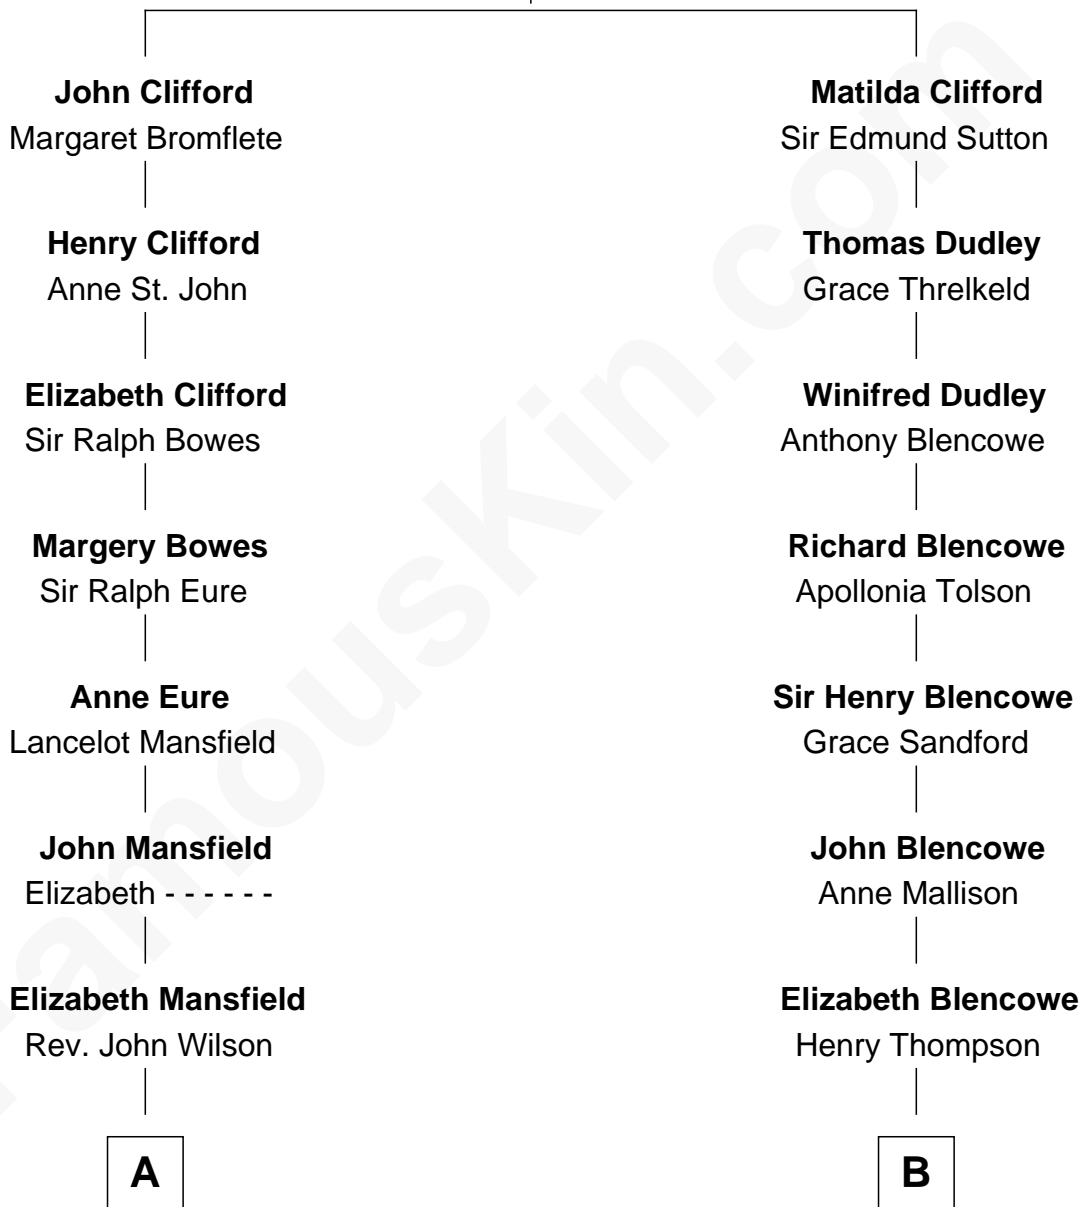 John Clifford
Margaret Bromflete
Matilda Clifford
Sir Edmund Sutton
Henry Clifford
Anne St. John
Thomas Dudley
Grace Threlkeld
Elizabeth Clifford
Sir Ralph Bowes
Winifred Dudley
Anthony Blencowe
Margery Bowes
Sir Ralph Eure
Richard Blencowe
Apollonia Tolson
Anne Eure
Lancelot Mansfield
Sir Henry Blencowe
Grace Sandford
John Mansfield
Elizabeth - - - - - -
John Blencowe
Anne Mallison
Elizabeth Mansfield
Rev. John Wilson
Elizabeth Blencowe
Henry Thompson
A
B
FamousKin.com